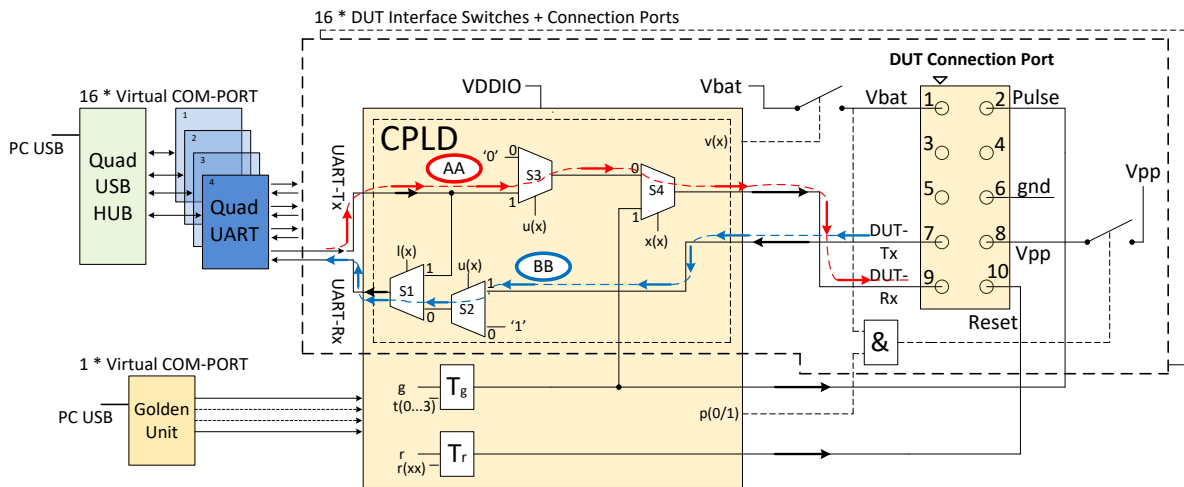 16 * DUT Interface Switches + Connection Ports
DUT Connection Port
16 * Virtual COM-PORT
VDDIO
Vbat
Vbat
1
2
Pulse
PC USB
Quad
USB
HUB
1
2
3
4
Quad
UART
UART-Tx
UART-Rx
CPLD
AA
'0'
0
S3
1
u(x)
0
S4
1
x(x)
v(x)
3
4
5
6
gnd
Vpp
DUT-
Tx
7
8
Vpp
DUT-
Rx
9
10
Reset
l(x)
1
S1
0
u(x)
1
S2
0
'1'
BB
&
1 * Virtual COM-PORT
PC USB
Golden
Unit
g
t(0...3)
Tg
p(0/1)
r
r(xx)
Tr